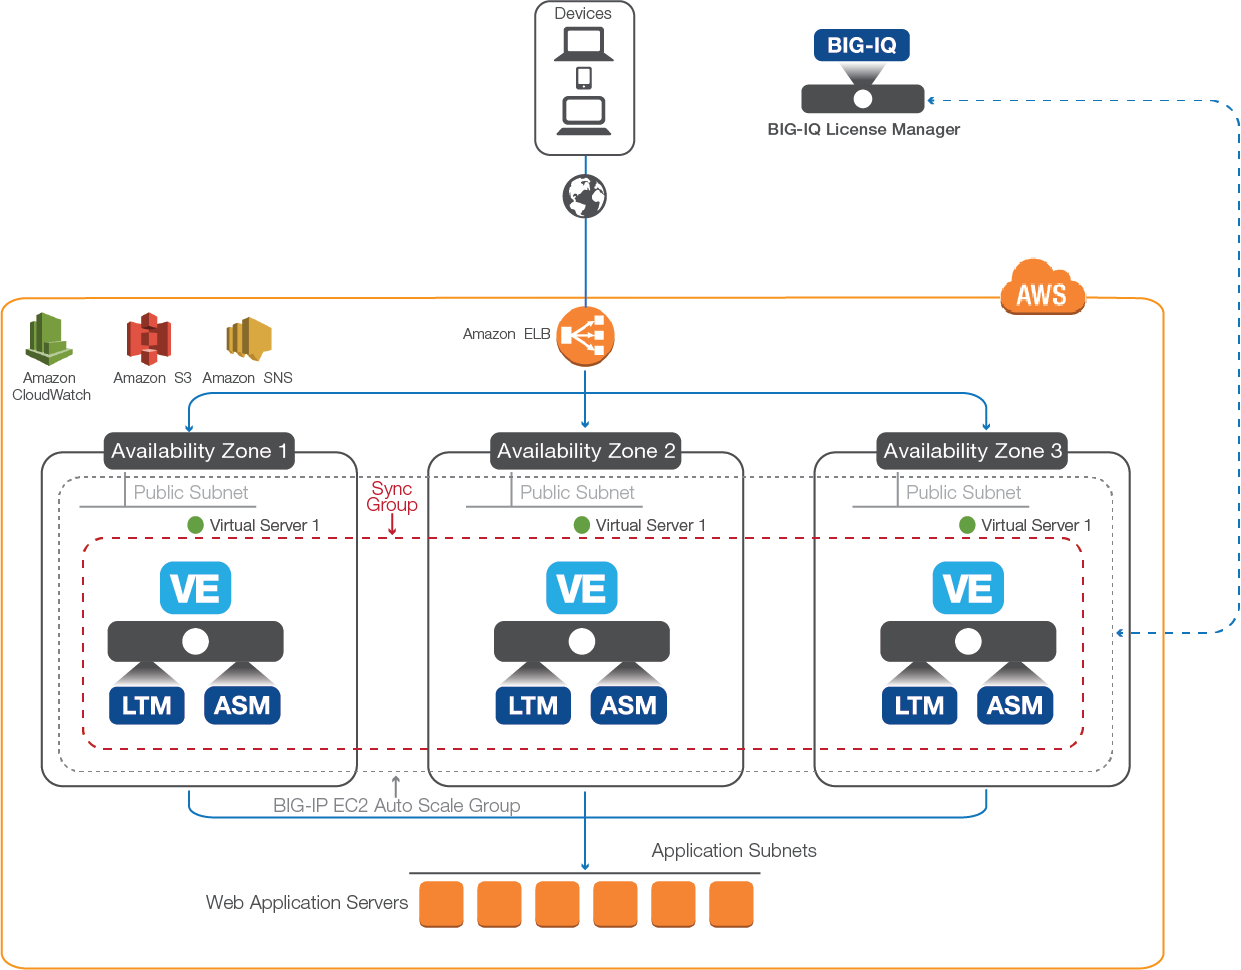 Devices
BIG-IQ
BIG-IQ License Manager
AWS
Amazon ELB
Amazon
CloudWatch
Amazon S3
Amazon SNS
Availability Zone 1
Availability Zone 2
Availability Zone 3
Public Subnet
Public Subnet
Public Subnet
Sync
Group
Virtual Server 1
Virtual Server 1
Virtual Server 1
VE
VE
VE
LTM
ASM
LTM
ASM
LTM
ASM
BIG-IP EC2 Auto Scale Group
Application Subnets
Web Application Servers